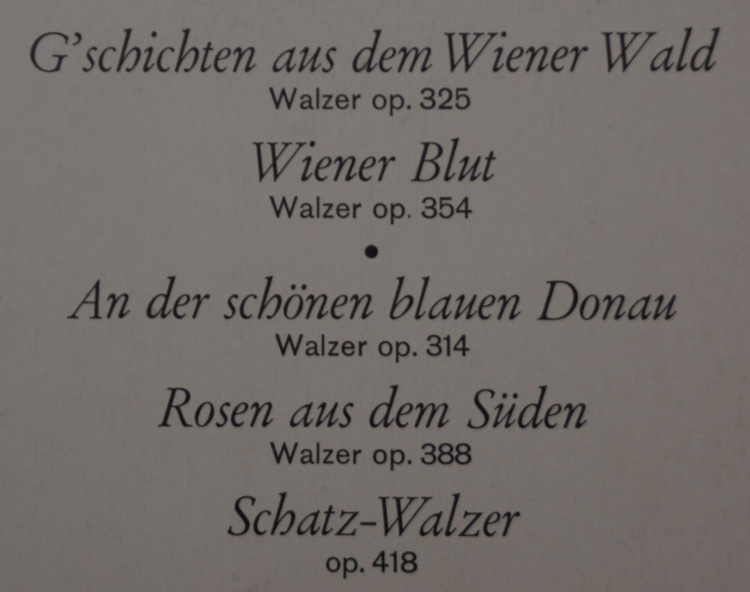 G'schichten aus dem Wiener Wald
Walzer op. 325
Wiener Blut
Walzer op. 354
•
An der schönen blauen Donau
Walzer op. 314
Rosen aus dem Süden
Walzer op. 388
Schatz-Walzer
op. 418